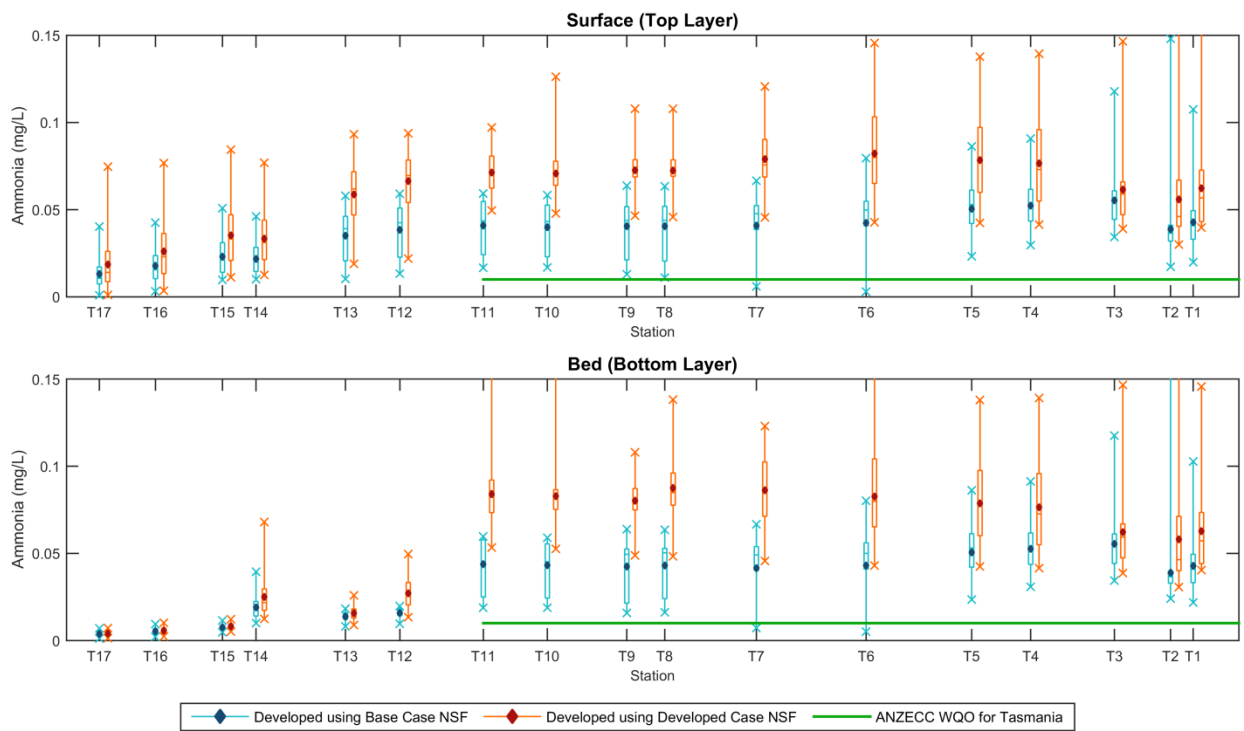 Surface (Top Layer)
Ammonia (mg/L)
0.15
0.1
0.05
0
T17 T16 T15 T14 T13 T12 T11 T10 T9 T8 T7 T6 T5 T4 T3 T2 T1
Station
Bed (Bottom Layer)
Ammonia (mg/L)
0.15
0.1
0.05
0
T17 T16 T15 T14 T13 T12 T11 T10 T9 T8 T7 T6 T5 T4 T3 T2 T1
Station
Developed using Base Case NSF Developed using Developed Case NSF ANZECC WQO for Tasmania